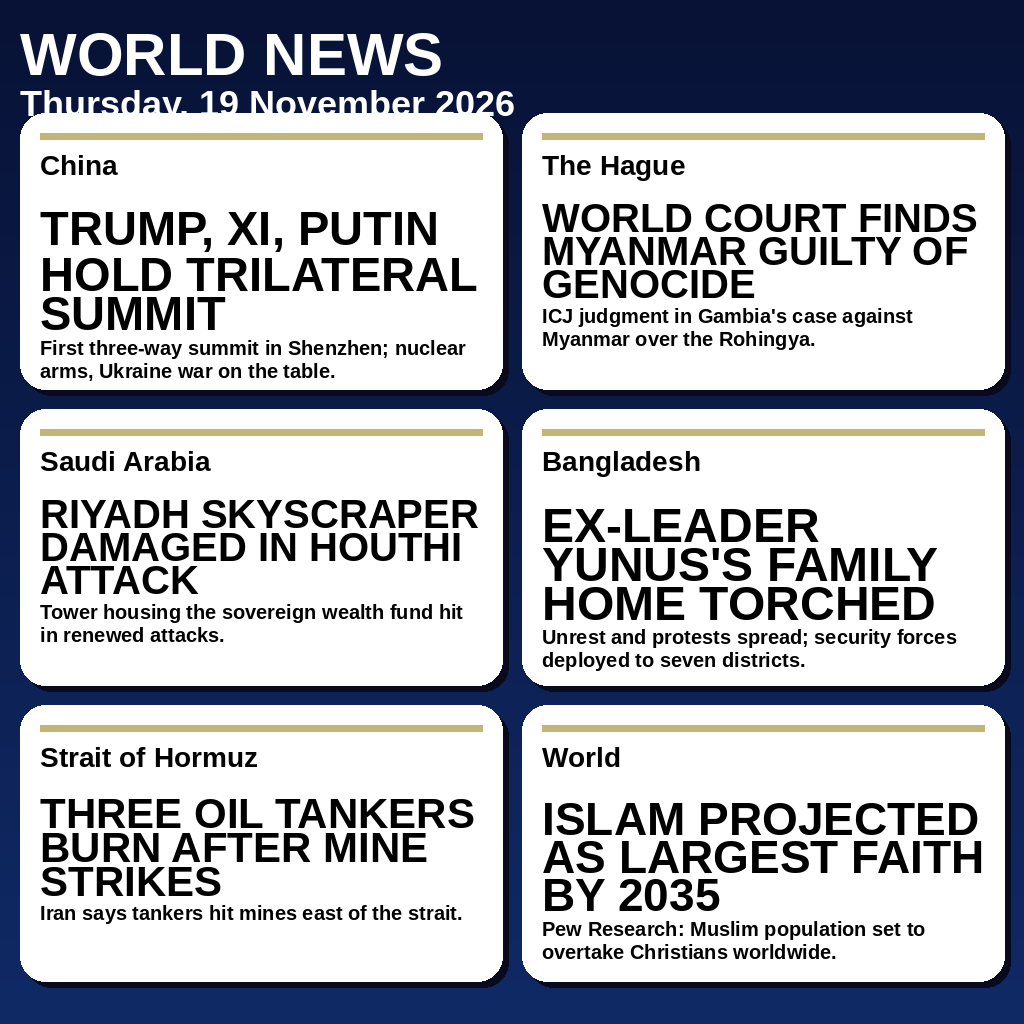 WORLD NEWS
Thursday, 19 November 2026
China
TRUMP, XI, PUTIN
HOLD TRILATERAL
SUMMIT
First three-way summit in Shenzhen; nuclear
arms, Ukraine war on the table.
The Hague
WORLD COURT FINDS
MYANMAR GUILTY OF
GENOCIDE
ICJ judgment in Gambia's case against
Myanmar over the Rohingya.
Saudi Arabia
RIYADH SKYSCRAPER
DAMAGED IN HOUTHI
ATTACK
Tower housing the sovereign wealth fund hit
in renewed attacks.
Bangladesh
EX-LEADER
YUNUS'S FAMILY
HOME TORCHED
Unrest and protests spread; security forces
deployed to seven districts.
Strait of Hormuz
THREE OIL TANKERS
BURN AFTER MINE
STRIKES
Iran says tankers hit mines east of the strait.
World
ISLAM PROJECTED
AS LARGEST FAITH
BY 2035
Pew Research: Muslim population set to
overtake Christians worldwide.